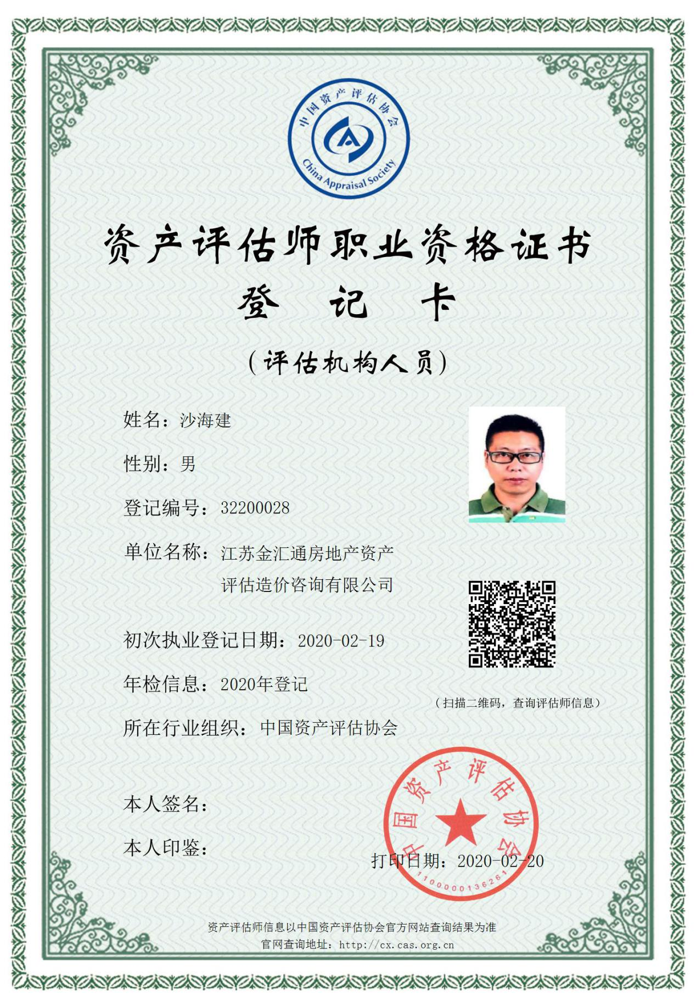 中国资产评估协会
China Appraisal Society
资产评估师职业资格证书
登 记 卡
(评估机构人员)
姓名：沙海建
性别：男
登记编号：32200028
单位名称：江苏金汇通房地产资产
评估造价咨询有限公司
初次执业登记日期：2020-02-19
年检信息：2020年登记
（扫描二维码，查询评估师信息）
所在行业组织：中国资产评估协会
本人签名：
本人印鉴：
中国资产评估协会
打印日期：2020-02-20
1100000136261
资产评估师信息以中国资产评估协会官方网站查询结果为准
官网查询地址：http://cx.cas.org.cn